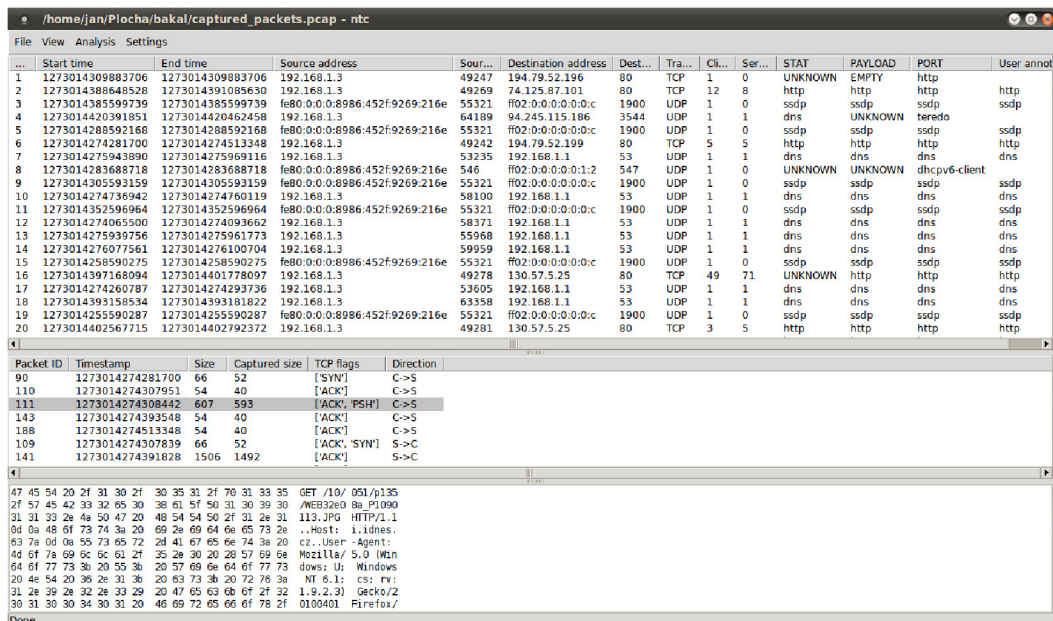 /home/jan/Plocha/bakal/captured_packets.pcap - ntc
File View Analysis Settings
... Start time End time Source address Sour... Destination address Dest... Tra... Cli... Ser... STAT PAYLOAD PORT User annot
1 1273014309883706 1273014309883706 192.168.1.3 49247 194.79.52.196 80 TCP 1 0 UNKNOWN EMPTY http
2 1273014388648528 1273014391085630 192.168.1.3 49269 74.125.87.101 80 TCP 12 8 http http http http
3 1273014385599739 1273014385599739 fe80:0:0:0:8986:452f:9269:216e 55321 ff02:0:0:0:0:0:0:c 1900 UDP 1 0 ssdp ssdp ssdp ssdp
4 1273014420391851 1273014420462458 192.168.1.3 64189 94.245.115.186 3544 UDP 1 1 dns UNKNOWN teredo
5 1273014288592168 1273014288592168 fe80:0:0:0:8986:452f:9269:216e 55321 ff02:0:0:0:0:0:0:c 1900 UDP 1 0 ssdp ssdp ssdp ssdp
6 1273014274281700 1273014274513348 192.168.1.3 49242 194.79.52.199 80 TCP 5 5 http http http http
7 1273014275943890 1273014275969116 192.168.1.3 53235 192.168.1.1 53 UDP 1 1 dns dns dns dns
8 1273014283688718 1273014283688718 fe80:0:0:0:8986:452f:9269:216e 546 ff02:0:0:0:0:0:1:2 547 UDP 1 0 UNKNOWN UNKNOWN dhcpv6-client
9 1273014305593159 1273014305593159 fe80:0:0:0:8986:452f:9269:216e 55321 ff02:0:0:0:0:0:0:c 1900 UDP 1 0 ssdp ssdp ssdp ssdp
10 1273014274736942 1273014274760119 192.168.1.3 58100 192.168.1.1 53 UDP 1 1 dns dns dns dns
11 1273014352596964 1273014352596964 fe80:0:0:0:8986:452f:9269:216e 55321 ff02:0:0:0:0:0:0:c 1900 UDP 1 0 ssdp ssdp ssdp ssdp
12 1273014274065500 1273014274093662 192.168.1.3 58371 192.168.1.1 53 UDP 1 1 dns dns dns dns
13 1273014275939756 1273014275961773 192.168.1.3 55968 192.168.1.1 53 UDP 1 1 dns dns dns dns
14 1273014276077561 1273014276100704 192.168.1.3 59959 192.168.1.1 53 UDP 1 1 dns dns dns dns
15 1273014258590275 1273014258590275 fe80:0:0:0:8986:452f:9269:216e 55321 ff02:0:0:0:0:0:0:c 1900 UDP 1 0 ssdp ssdp ssdp ssdp
16 1273014397168094 1273014401778097 192.168.1.3 49278 130.57.5.25 80 TCP 49 71 UNKNOWN http http http
17 1273014274260787 1273014274293736 192.168.1.3 53605 192.168.1.1 53 UDP 1 1 dns dns dns dns
18 1273014393158534 1273014393181822 192.168.1.3 63358 192.168.1.1 53 UDP 1 1 dns dns dns dns
19 1273014255590287 1273014255590287 fe80:0:0:0:8986:452f:9269:216e 55321 ff02:0:0:0:0:0:0:c 1900 UDP 1 0 ssdp ssdp ssdp ssdp
20 1273014402567715 1273014402792372 192.168.1.3 49281 130.57.5.25 80 TCP 3 5 http http http http
Packet ID Timestamp Size Captured size TCP flags Direction
90 1273014274281700 66 52 ['SYN'] C->S
110 1273014274307951 54 40 ['ACK'] C->S
111 1273014274308442 607 593 ['ACK', 'PSH'] C->S
143 1273014274393548 54 40 ['ACK'] C->S
188 1273014274513348 54 40 ['ACK'] C->S
109 1273014274307839 66 52 ['ACK', 'SYN'] S->C
141 1273014274391828 1506 1492 ['ACK'] S->C
47 45 54 20 2f 31 30 2f 30 35 31 2f 70 31 33 35 GET /10/ 051/p135
2f 57 45 42 33 32 65 30 38 61 5f 50 31 30 39 30 /WEB32e0 8a_P1090
31 31 33 2e 4a 50 47 20 48 54 54 50 2f 31 2e 31 113.JPG HTTP/1.1
0d 0a 48 6f 73 74 3a 20 69 2e 69 64 6e 65 73 2e ..Host: i.idnes.
63 7a 0d 0a 55 73 65 72 2d 41 67 65 6e 74 3a 20 cz..User -Agent:
4d 6f 7a 69 6c 6c 61 2f 35 2e 30 20 28 57 69 6e Mozilla/ 5.0 (Win
64 6f 77 73 3b 20 55 3b 20 57 69 6e 64 6f 77 73 dows; U; Windows
20 4e 54 20 36 2e 31 3b 20 63 73 3b 20 72 76 3a NT 6.1; cs; rv:
31 2e 39 2e 32 2e 33 29 20 47 65 63 6b 6f 2f 32 1.9.2.3) Gecko/2
30 31 30 30 34 30 31 20 46 69 72 65 66 6f 78 2f 0100401 Firefox/
Done